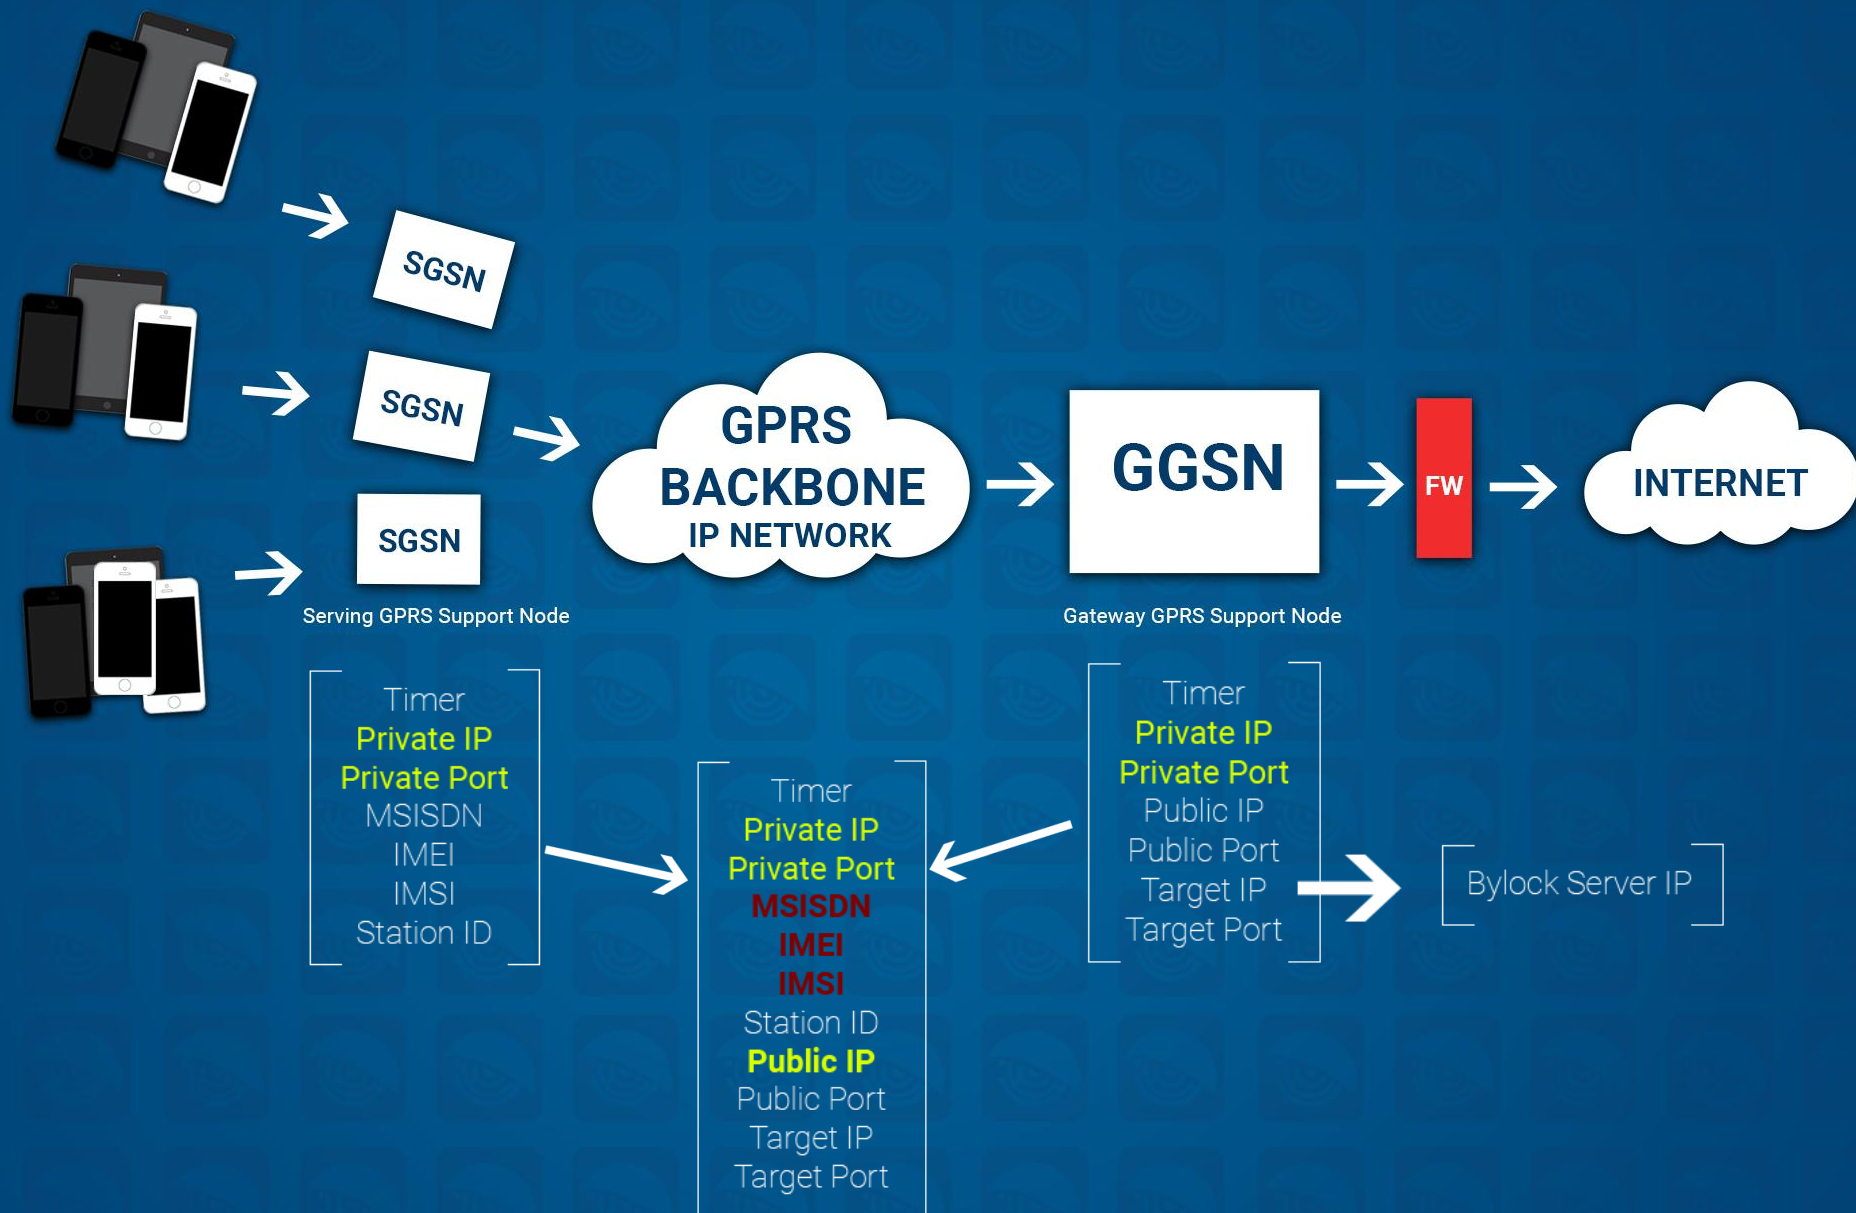 SGSN
SGSN
SGSN
Serving GPRS Support Node
GPRS
BACKBONE
IP NETWORK
GGSN
Gateway GPRS Support Node
FW
INTERNET
Timer
Private IP
Private Port
MSISDN
IMEI
IMSI
Station ID
Timer
Private IP
Private Port
MSISDN
IMEI
IMSI
Station ID
Public IP
Public Port
Target IP
Target Port
Timer
Private IP
Private Port
Public IP
Public Port
Target IP
Target Port
Bylock Server IP